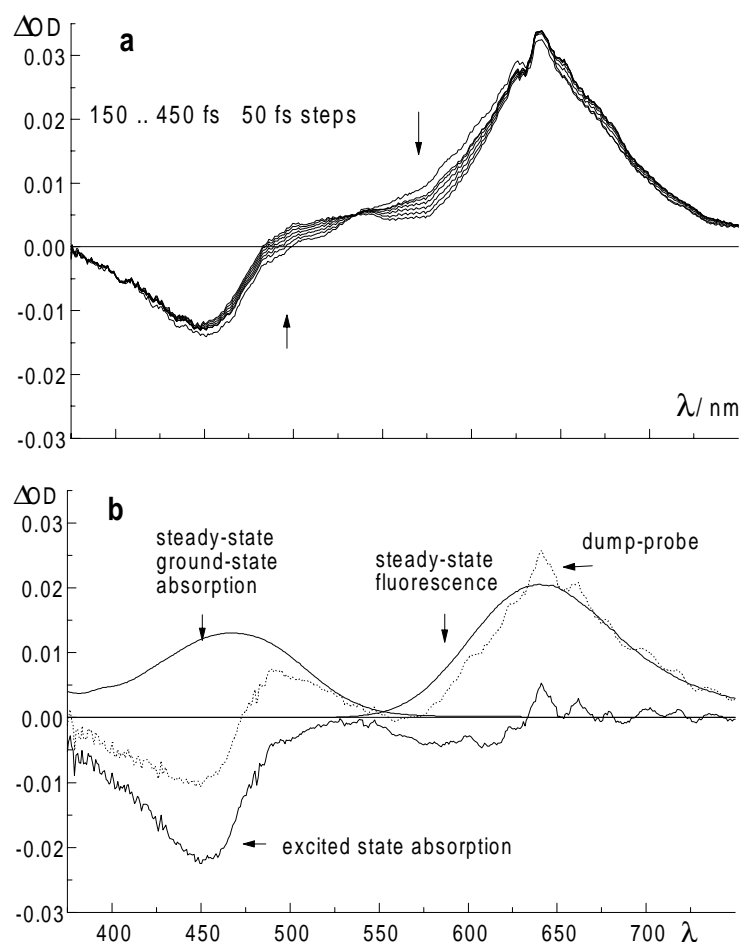 ΔOD
a
0.03
150 .. 450 fs 50 fs steps
0.02
0.01
0.00
-0.01
-0.02
λ/ nm
-0.03
ΔOD
b
0.03
steady-state
ground-state
absorption
steady-state
fluorescence
dump-probe
0.02
0.01
0.00
-0.01
-0.02
excited state absorption
-0.03
400 450 500 550 600 650 700 λ